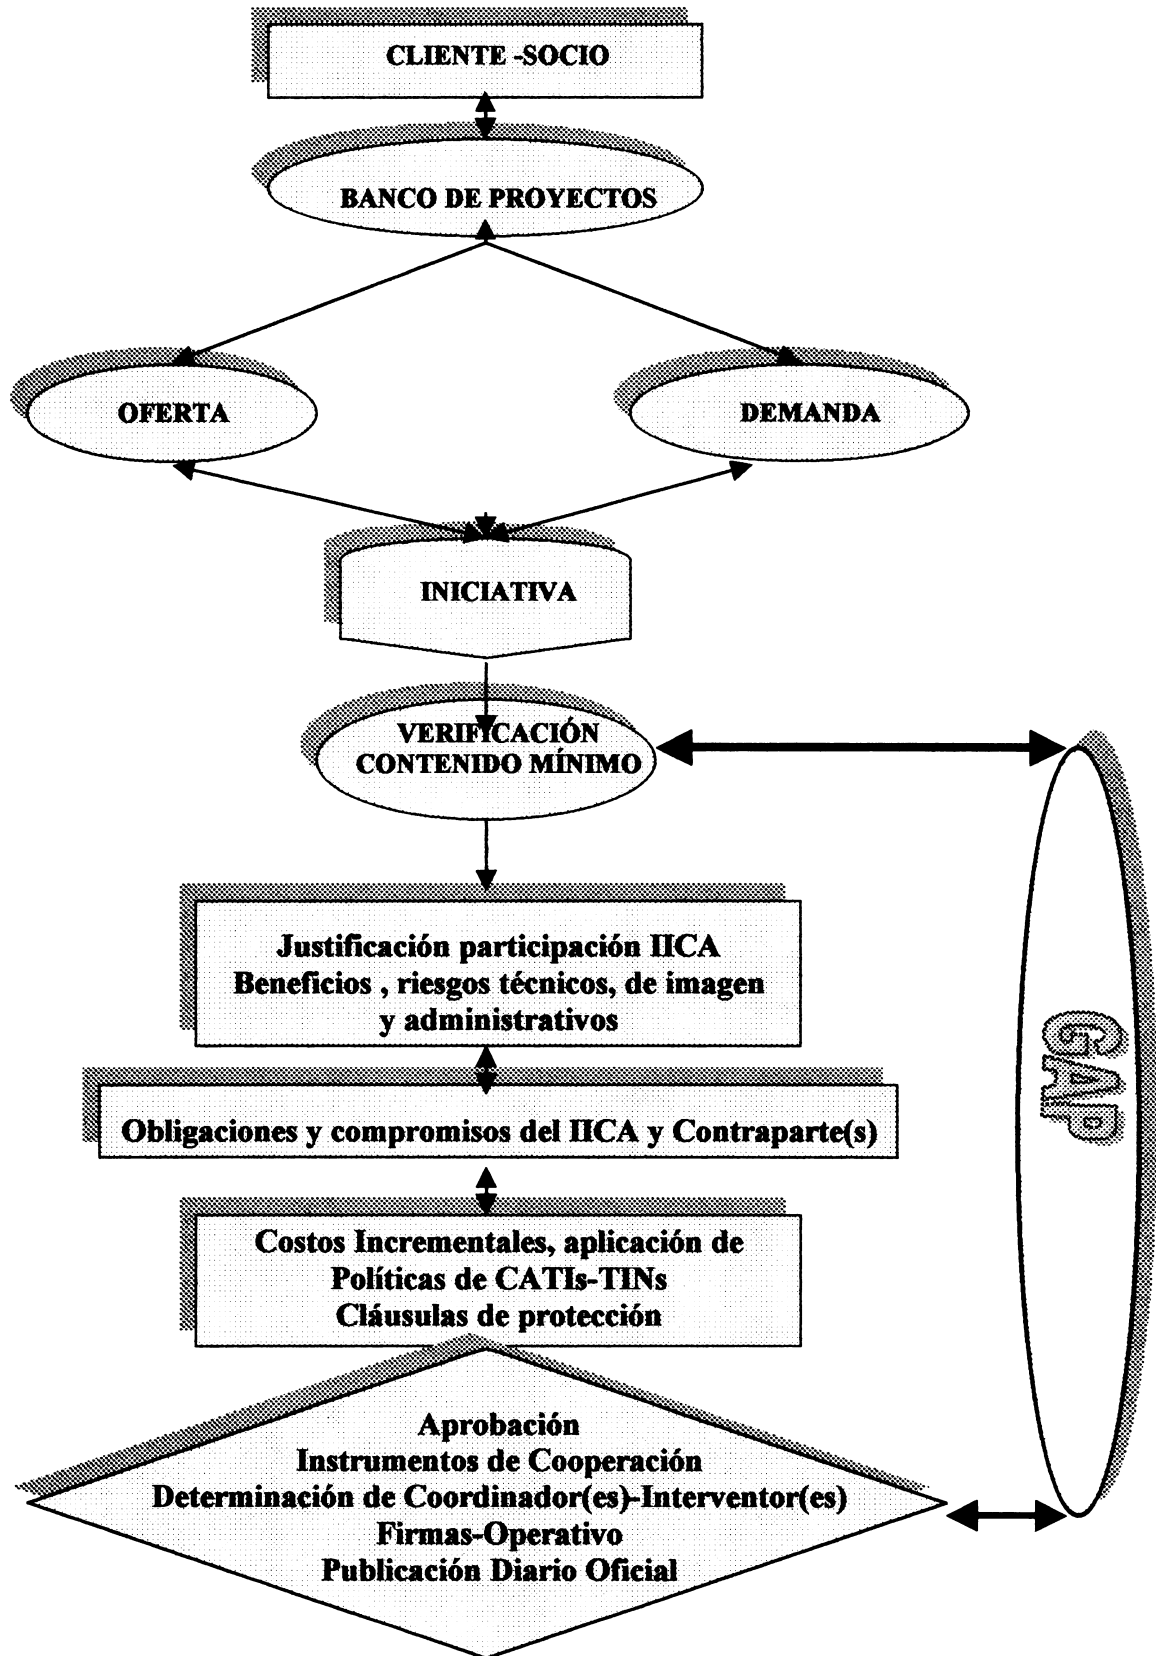 CLIENTE -SOCIO
BANCO DE PROYECTOS
OFERTA
DEMANDA
INICIATIVA
VERIFICACIÓN
CONTENIDO MÍNIMO
Justificación participación IICA
Beneficios , riesgos técnicos, de imagen
y administrativos
GAP
Obligaciones y compromisos del IICA y Contraparte(s)
Costos Incrementales, aplicación de
Políticas de CATIs-TINs
Cláusulas de protección
Aprobación
Instrumentos de Cooperación
Determinación de Coordinador(es)-Interventor(es)
Firmas-Operativo
Publicación Diario Oficial